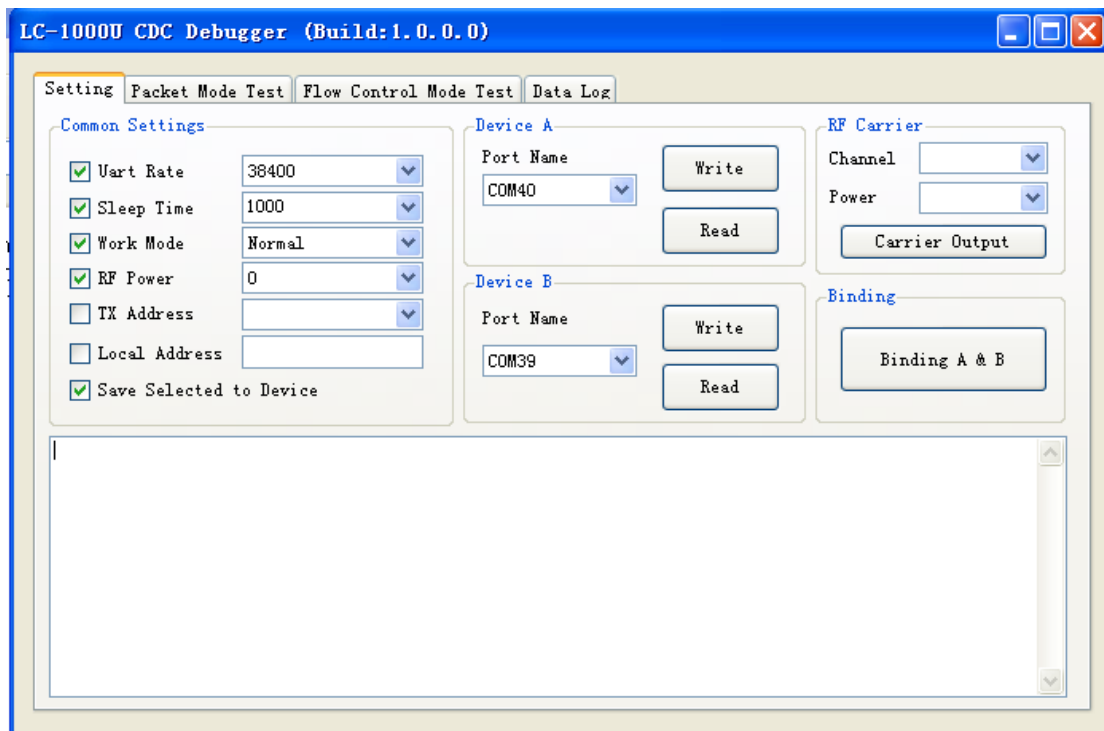 LC-1000U CDC Debugger (Build:1.0.0.0)
Setting Packet Mode Test Flow Control Mode Test Data Log
Common Settings
Uart Rate 38400
Sleep Time 1000
Work Mode Normal
RF Power 0
TX Address
Local Address
Save Selected to Device
Device A
Port Name
COM40
Write
Read
Device B
Port Name
COM39
Write
Read
RF Carrier
Channel
Power
Carrier Output
Binding
Binding A & B